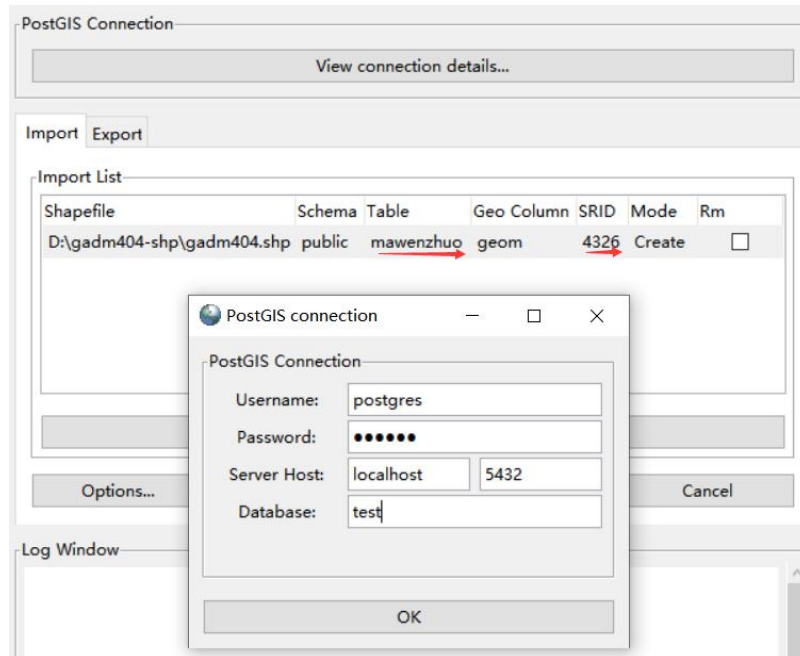 PostGIS Connection
View connection details...
Import Export
Import List
Shapefile Schema Table Geo Column SRID Mode Rm
D:\gadm404-shp\gadm404.shp public mawenzhuo geom 4326 Create
PostGIS connection
PostGIS Connection
Username: postgres
Password: ●●●●●●
Server Host: localhost 5432
Database: test
Options... Cancel
Log Window
OK